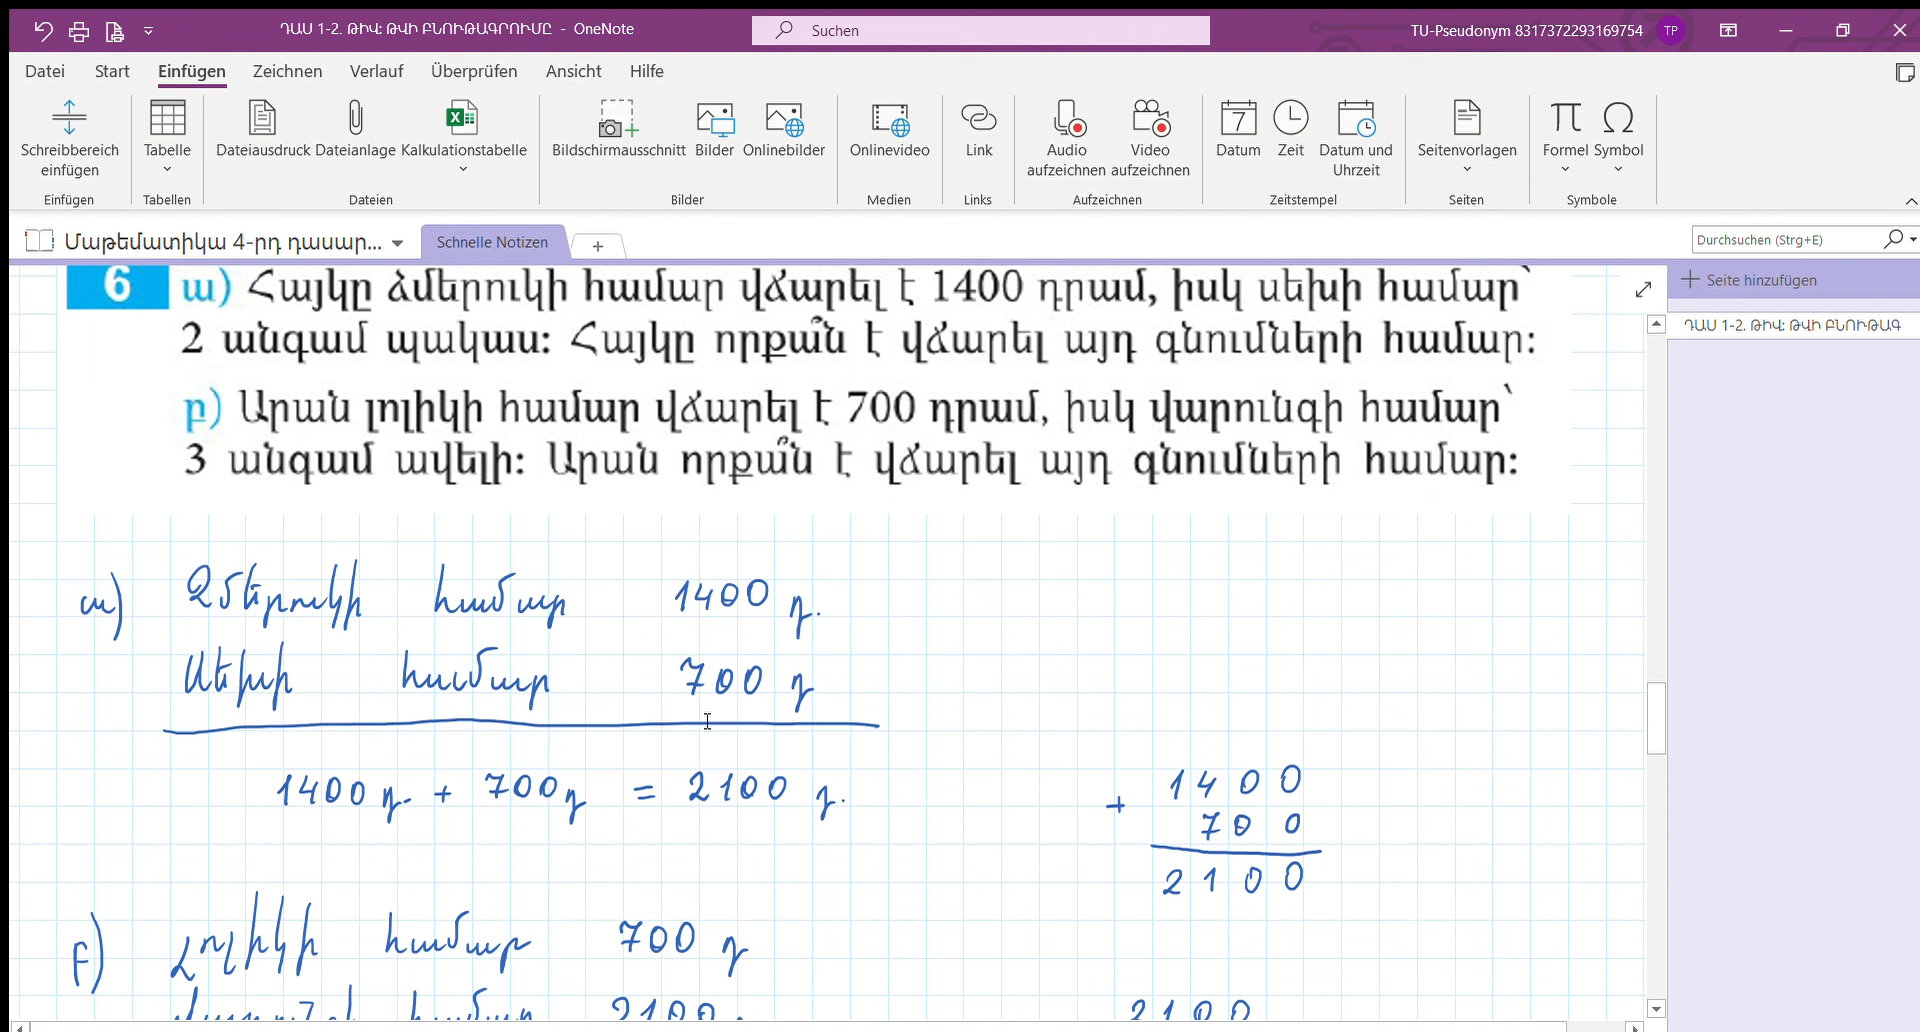 ԴԱՍ 1-2. ԹԻՎ: ԹՎԻ ԲՆՈՒԹԱԳՐՈՒՄԸ - OneNote
Suchen
TU-Pseudonym 8317372293169754
TP
Datei Start Einfügen Zeichnen Verlauf Überprüfen Ansicht Hilfe
Schreibbereich einfügen
Tabelle
Dateiausdruck Dateianlage Kalkulationstabelle
Bildschirmausschnitt Bilder Onlinebilder
Onlinevideo
Link
Audio aufzeichnen Video aufzeichnen
7
Datum Zeit Datum und Uhrzeit
Seitenvorlagen
Formel Symbol
Einfügen Tabellen Dateien Bilder Medien Links Aufzeichnen Zeitstempel Seiten Symbole
Մաթեմատիկա 4-րդ դասար...
Schnelle Notizen
+
Durchsuchen (Strg+E)
Seite hinzufügen
ԴԱՍ 1-2. ԹԻՎ: ԹՎԻ ԲՆՈՒԹԱԳ
6 ա) Հայկը ձմերուկի համար վճարել է 1400 դրամ, իսկ սեխի համար՝
2 անգամ պակաս: Հայկը որքա՞ն է վճարել այդ գնումների համար:
բ) Արան լոլիկի համար վճարել է 700 դրամ, իսկ վարունգի համար՝
3 անգամ ավելի: Արան որքա՞ն է վճարել այդ գնումների համար:
ա) Ձմերուկի համար 1400 դ.
Սեխի համար 700 դ
1400 դ. + 700 դ = 2100 դ.
+ 1400
700
2100
բ) Լոլիկի համար 700 դ
համար 2100
2100